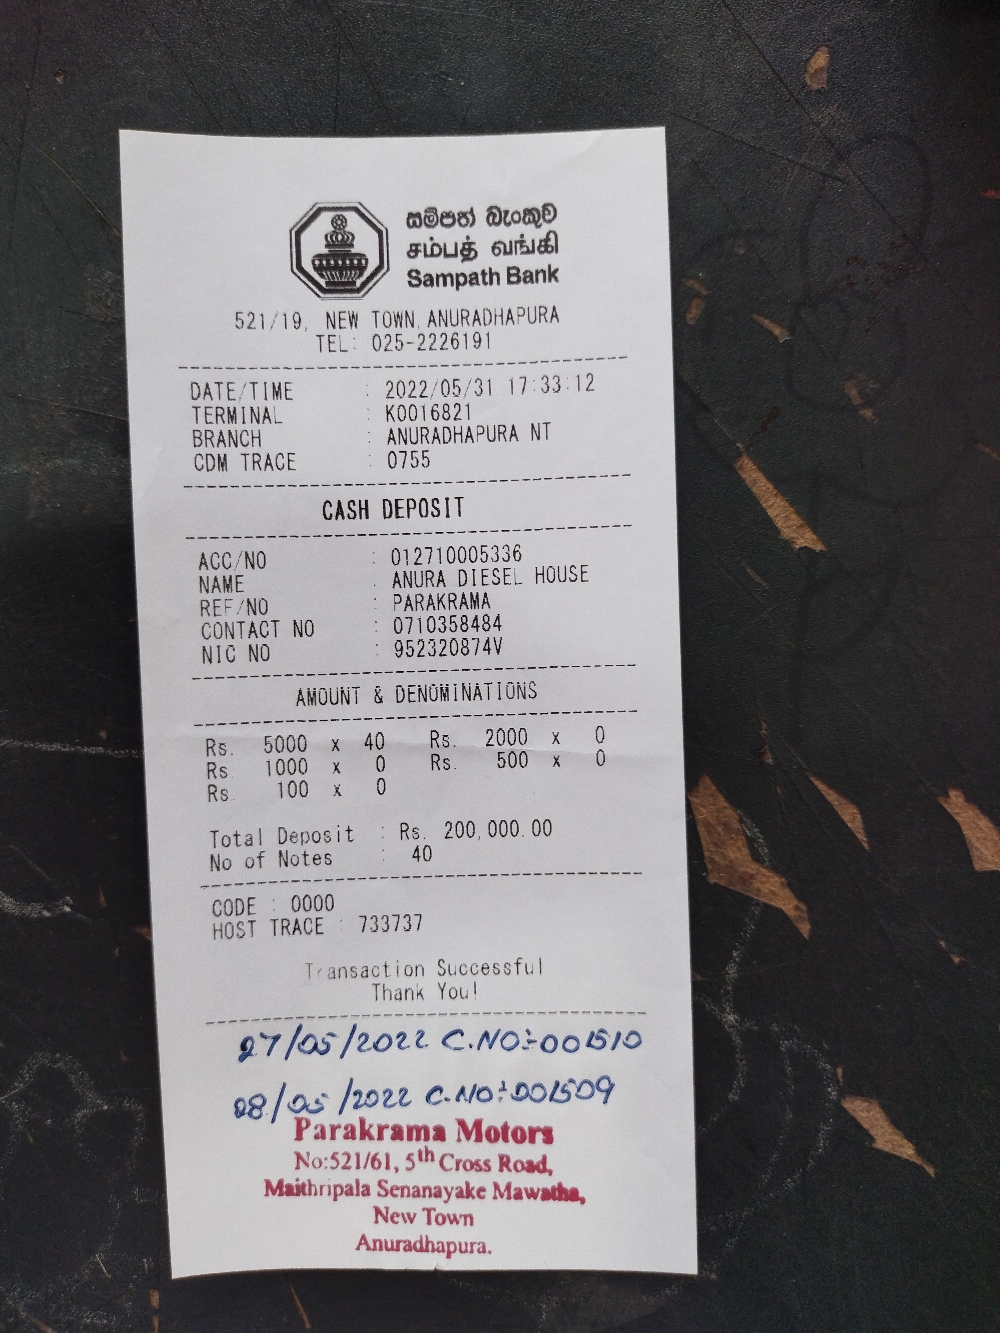 සම්පත් බැංකුව
சம்பத் வங்கி
Sampath Bank
521/19, NEW TOWN, ANURADHAPURA
TEL: 025-2226191
DATE/TIME : 2022/05/31 17:33:12
TERMINAL : K0016821
BRANCH : ANURADHAPURA NT
CDM TRACE : 0755
CASH DEPOSIT
ACC/NO : 012710005336
NAME : ANURA DIESEL HOUSE
REF/NO : PARAKRAMA
CONTACT NO : 0710358484
NIC NO : 952320874V
AMOUNT & DENOMINATIONS
Rs. 5000 x 40 Rs. 2000 x 0
Rs. 1000 x 0 Rs. 500 x 0
Rs. 100 x 0
Total Deposit : Rs. 200,000.00
No of Notes : 40
CODE : 0000
HOST TRACE : 733737
Transaction Successful
Thank You!
27/05/2022 C.NO:-001510
28/05/2022 C.NO:-001509
Parakrama Motors
No:521/61, 5th Cross Road,
Maithripala Senanayake Mawatha,
New Town
Anuradhapura.